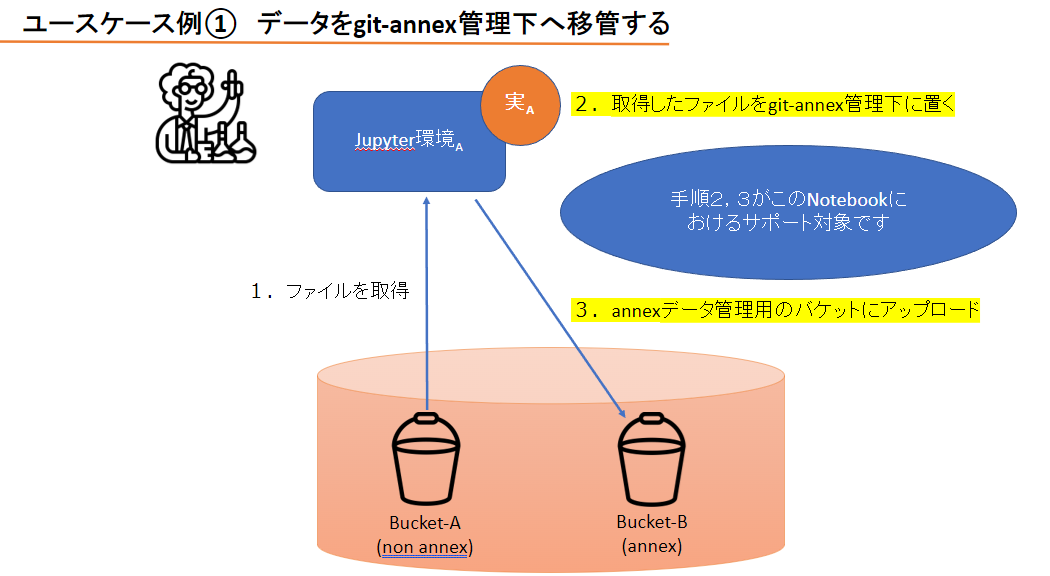 ユースケース例①　データをgit-annex管理下へ移管する
実A
２．取得したファイルをgit-annex管理下に置く
Jupyter環境A
手順２，３がこのNotebookに
おけるサポート対象です
１．ファイルを取得
３．annexデータ管理用のバケットにアップロード
Bucket-A
(non annex)
Bucket-B
(annex)